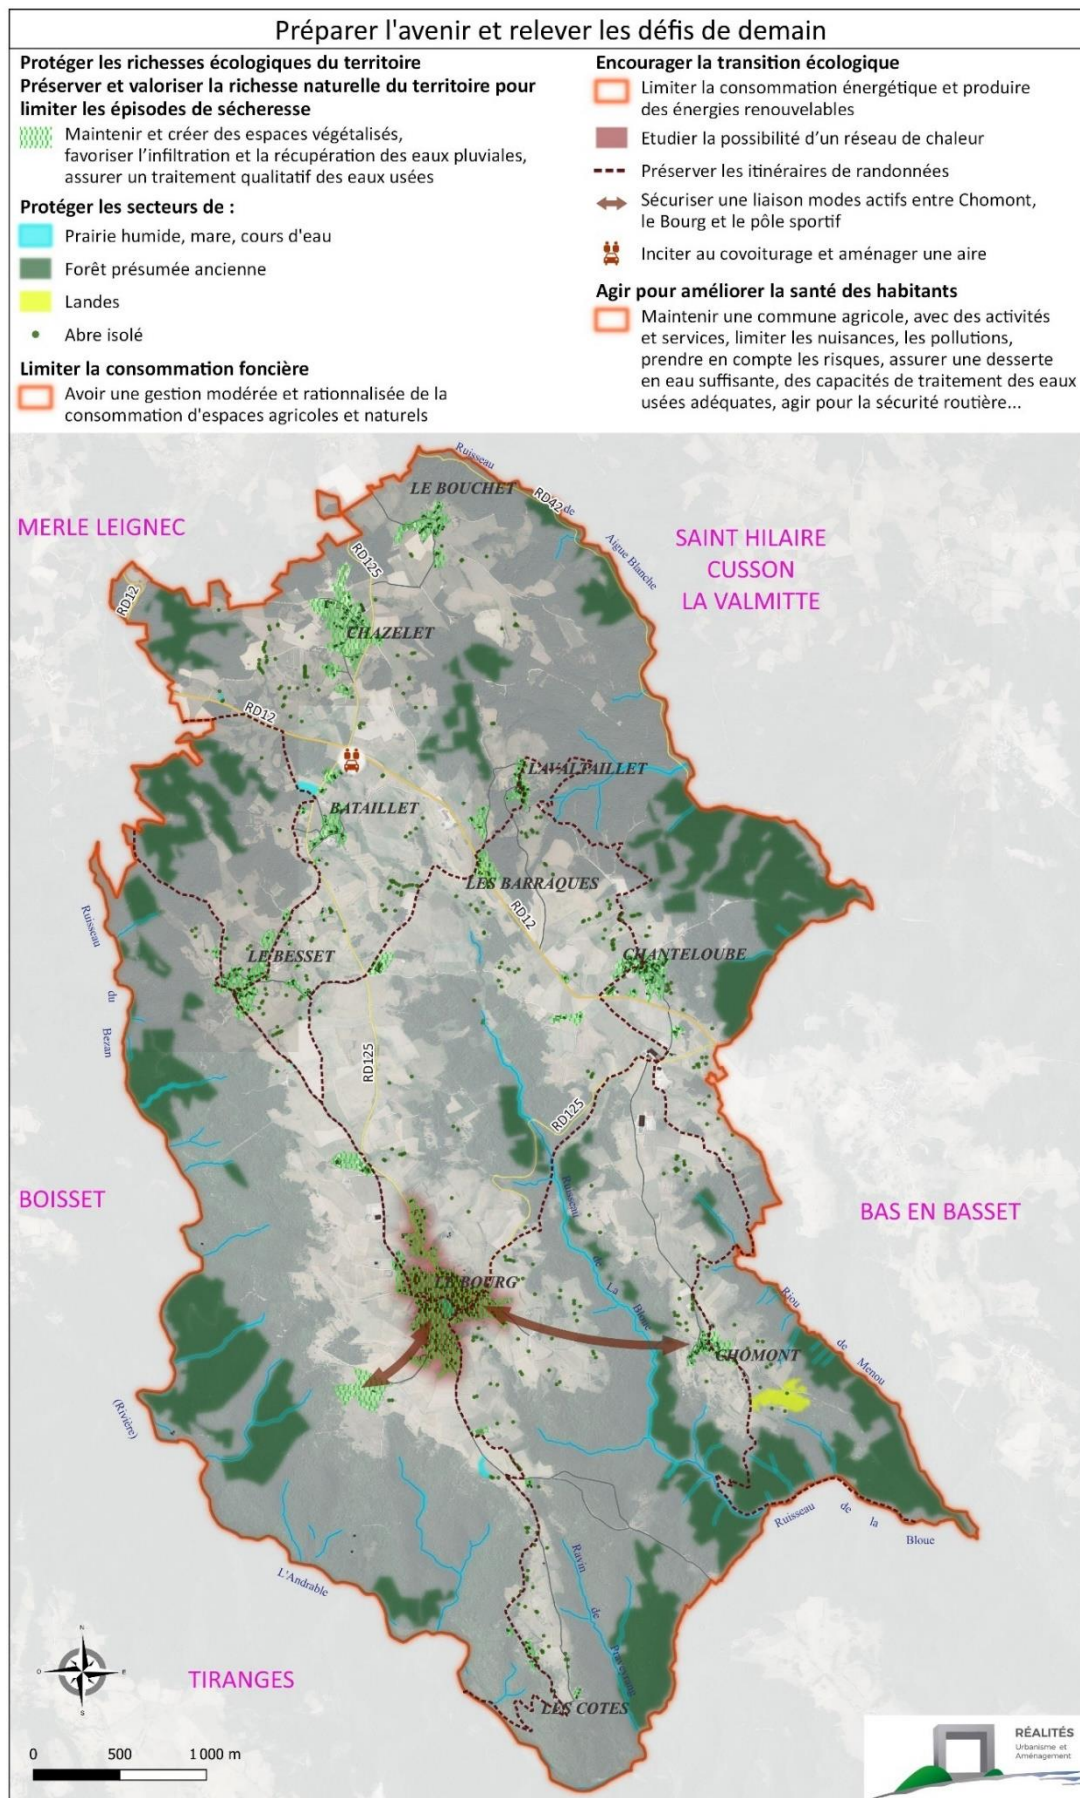 Préparer l'avenir et relever les défis de demain
Protéger les richesses écologiques du territoire
Préserver et valoriser la richesse naturelle du territoire pour
limiter les épisodes de sécheresse
Maintenir et créer des espaces végétalisés,
favoriser l'infiltration et la récupération des eaux pluviales,
assurer un traitement qualitatif des eaux usées
Protéger les secteurs de :
Prairie humide, mare, cours d'eau
Forêt présumée ancienne
Landes
Abre isolé
Limiter la consommation foncière
Avoir une gestion modérée et rationnalisée de la
consommation d'espaces agricoles et naturels
Encourager la transition écologique
Limiter la consommation énergétique et produire
des énergies renouvelables
Etudier la possibilité d'un réseau de chaleur
Préserver les itinéraires de randonnées
Sécuriser une liaison modes actifs entre Chomont,
le Bourg et le pôle sportif
Inciter au covoiturage et aménager une aire
Agir pour améliorer la santé des habitants
Maintenir une commune agricole, avec des activités
et services, limiter les nuisances, les pollutions,
prendre en compte les risques, assurer une desserte
en eau suffisante, des capacités de traitement des eaux
usées adéquates, agir pour la sécurité routière...
Ruisseau
de
Aigue Blanche
LE BOUCHET
RD42
MERLE LEIGNEC
SAINT HILAIRE
CUSSON
LA VALMITTE
RD125
RD12
CHAZELET
RD12
LAVALTAILLET
BATAILLET
LES BARRAQUES
RD12
Ruisseau
du
Bezan
LE BESSET
CHANTELOUBE
RD125
RD125
BOISSET
BAS EN BASSET
Ruisseau
de
La
Bloue
LE BOURG
Riou
de
Menou
CHOMONT
(Rivière)
L'Andrable
Ruisseau
de
la
Bloue
Ravin
de
TIRANGES
LES COTES
N
O
E
S
0
500
1 000 m
RÉALITÉS
Urbanisme et
Aménagement